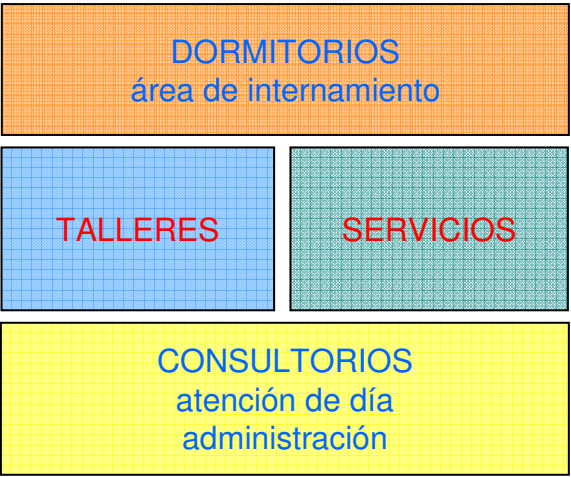 DORMITORIOS
área de internamiento
TALLERES
SERVICIOS
CONSULTORIOS
atención de día
administración